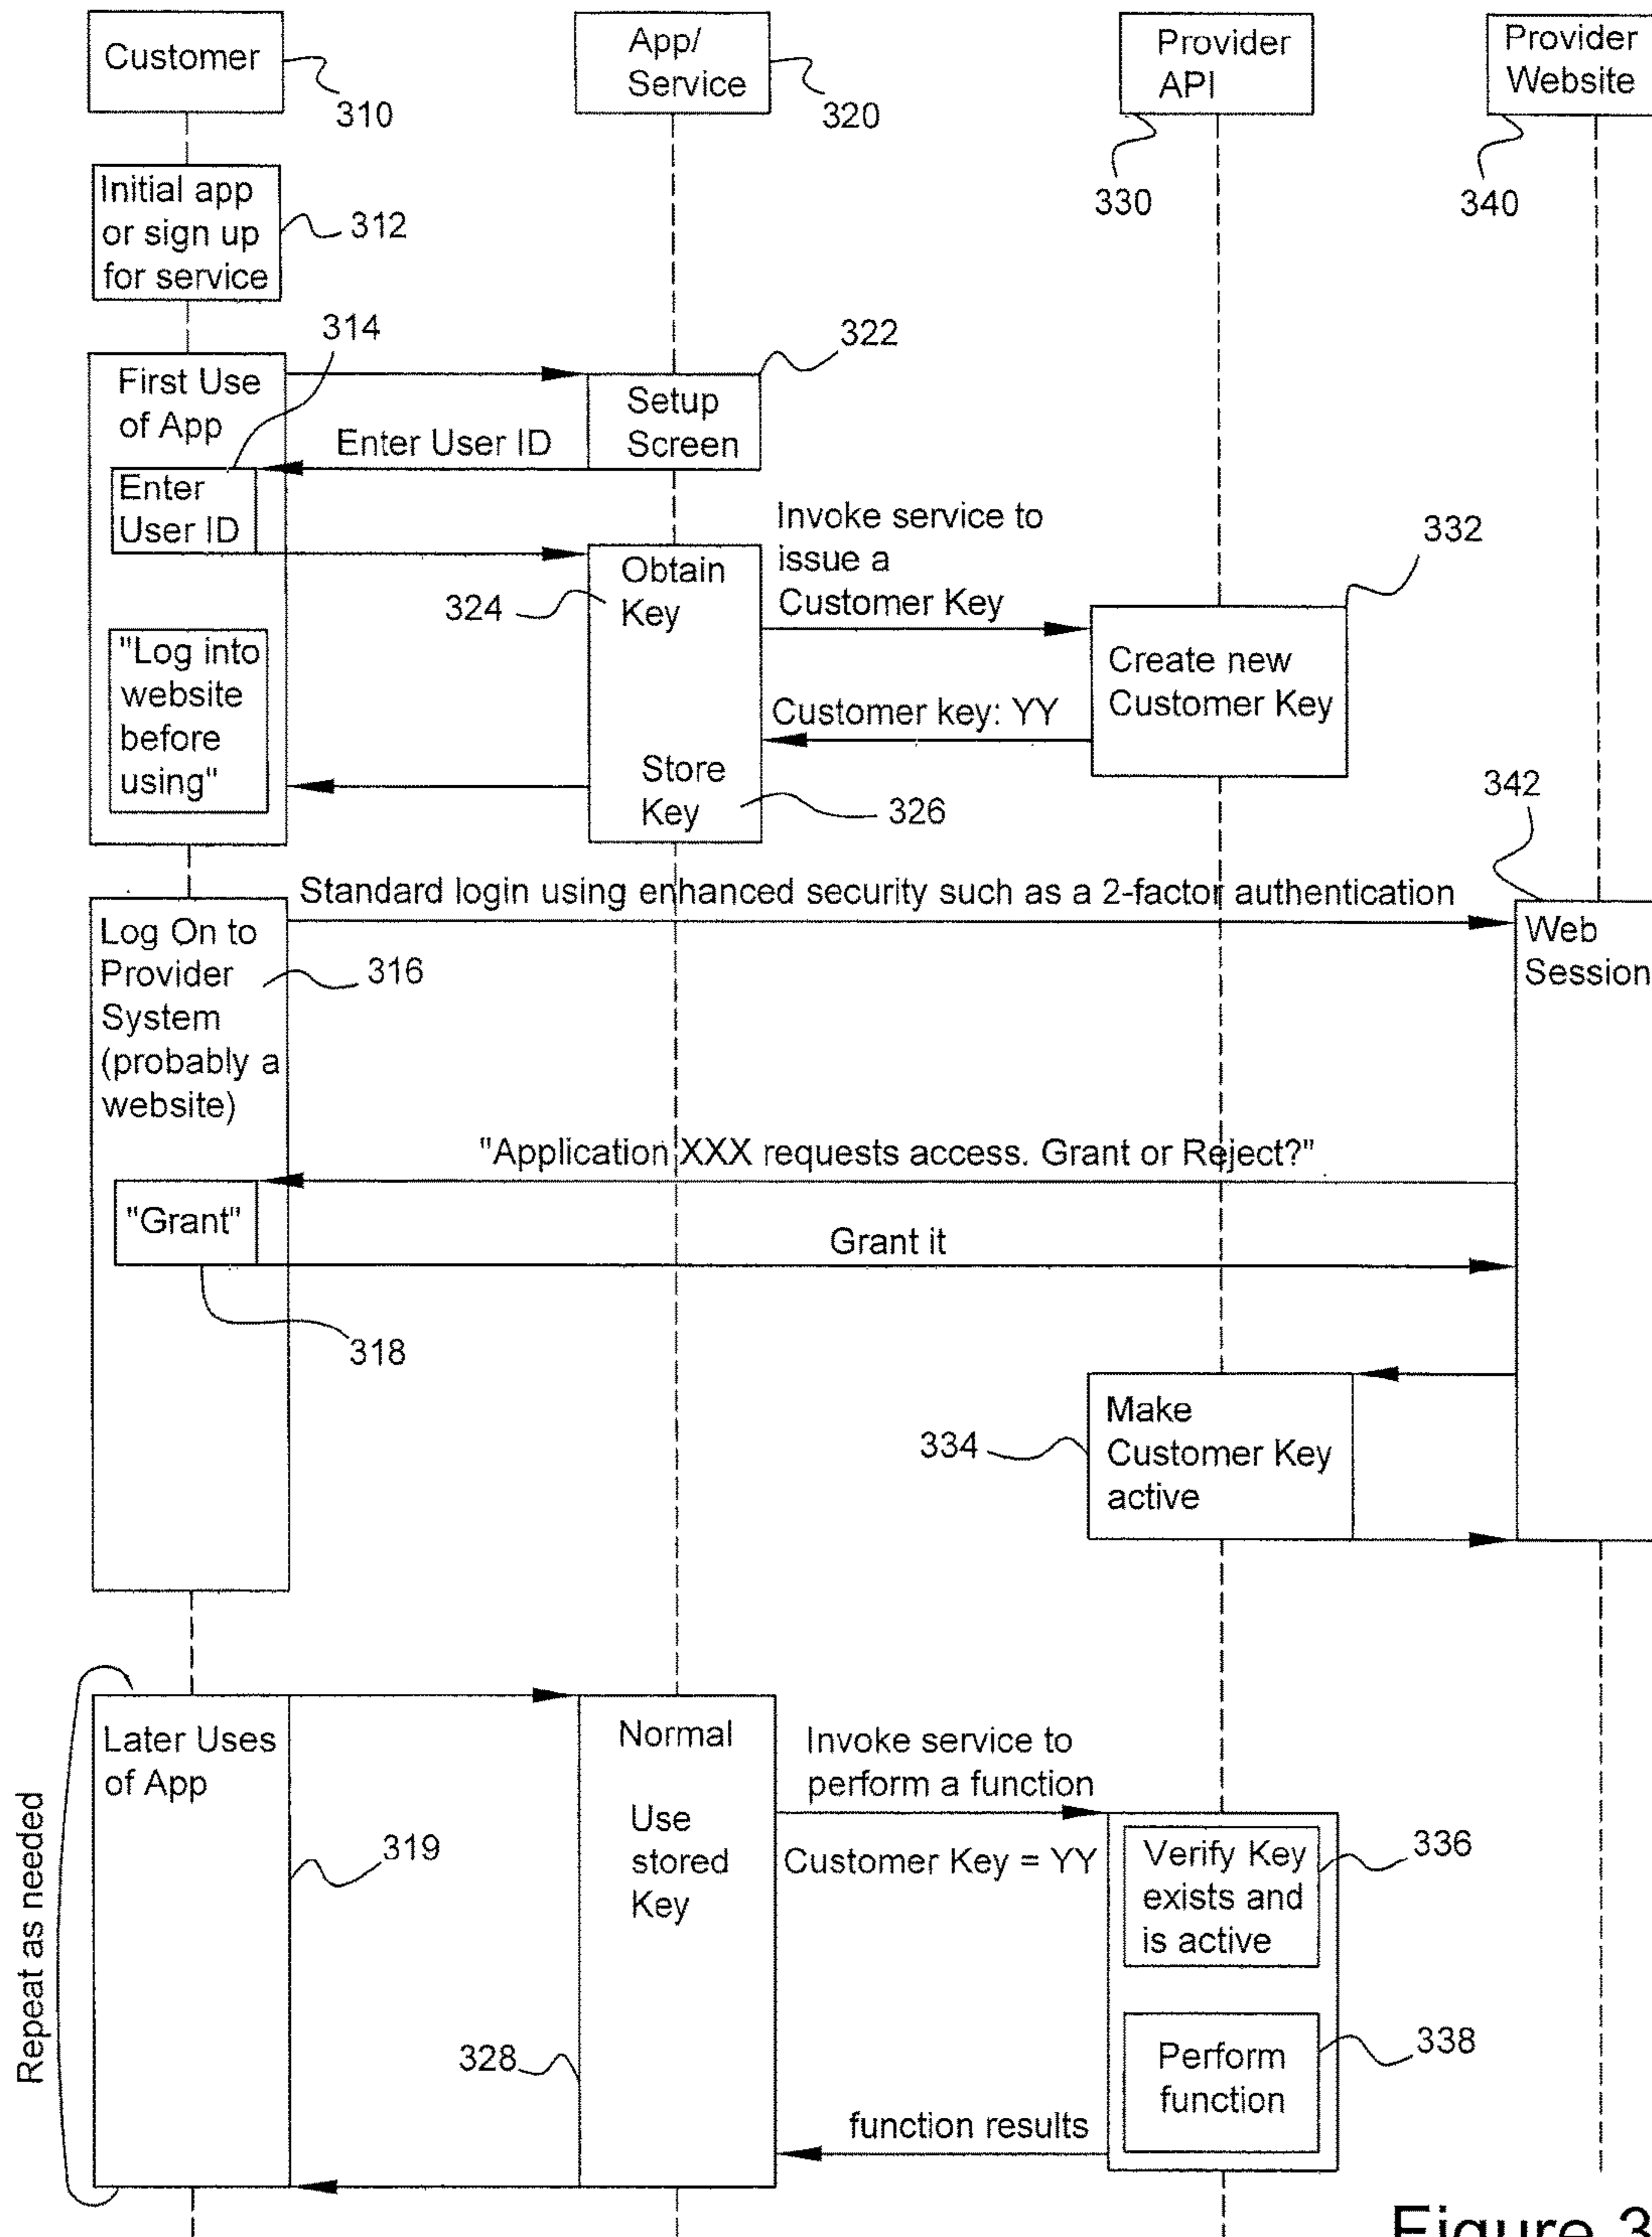 Customer
310
App/
Service
320
Provider
API
330
Provider
Website
340
Initial app
or sign up
for service
312
314
322
First Use
of App
Setup
Screen
Enter User ID
Enter
User ID
Invoke service to
issue a
Customer Key
332
Obtain
Key
324
Create new
Customer Key
"Log into
website
before
using"
Customer key: YY
Store
Key
326
342
Standard login using enhanced security such as a 2-factor authentication
Log On to
Provider
System
(probably a
website)
316
Web
Session
"Application XXX requests access. Grant or Reject?"
"Grant"
Grant it
318
Make
Customer Key
active
334
Repeat as needed
Later Uses
of App
319
Normal
Use
stored
Key
328
Invoke service to
perform a function
Customer Key = YY
Verify Key
exists and
is active
336
Perform
function
338
function results
Figure 3